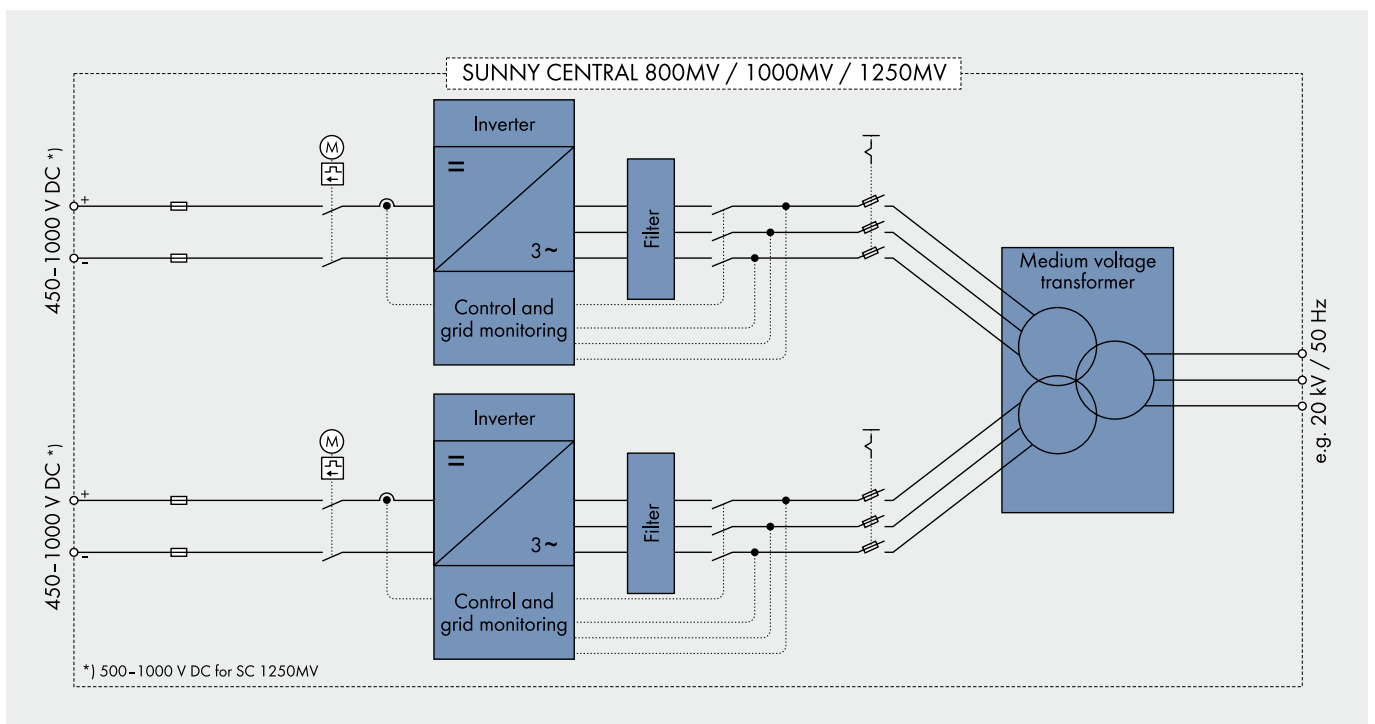 SUNNY CENTRAL 800MV / 1000MV / 1250MV
450–1000 V DC *)
+
-
M
Inverter
=
3~
Control and
grid monitoring
Filter
Medium voltage
transformer
e.g. 20 kV / 50 Hz
450–1000 V DC *)
+
-
M
Inverter
=
3~
Control and
grid monitoring
Filter
*) 500–1000 V DC for SC 1250MV